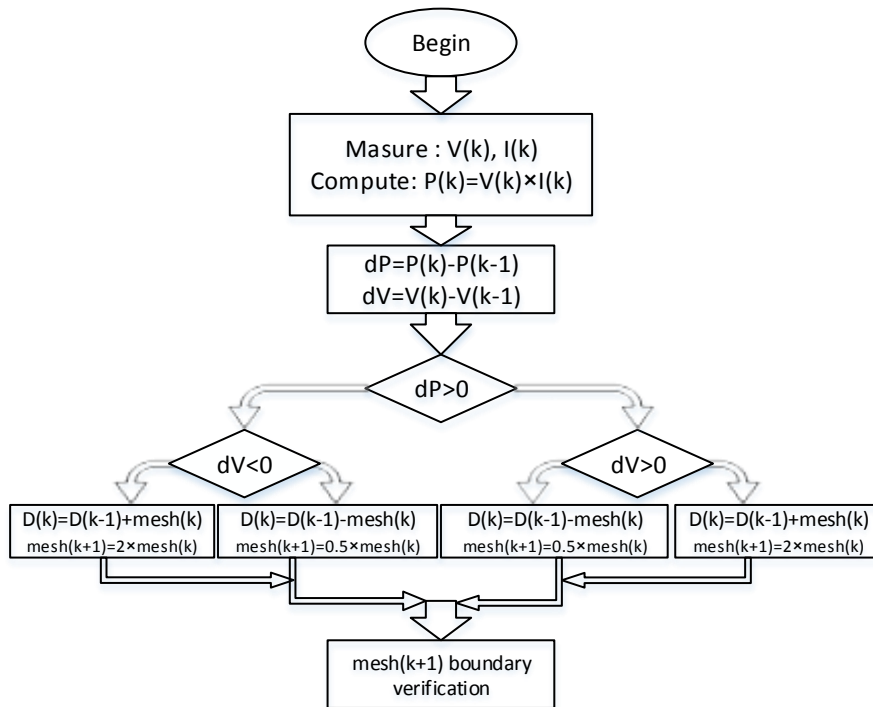 Begin
Masure : V(k), I(k)
Compute: P(k)=V(k)×I(k)
dP=P(k)-P(k-1)
dV=V(k)-V(k-1)
dP>0
dV<0
dV>0
D(k)=D(k-1)+mesh(k)
mesh(k+1)=2×mesh(k)
D(k)=D(k-1)-mesh(k)
mesh(k+1)=0.5×mesh(k)
D(k)=D(k-1)-mesh(k)
mesh(k+1)=0.5×mesh(k)
D(k)=D(k-1)+mesh(k)
mesh(k+1)=2×mesh(k)
mesh(k+1) boundary
verification